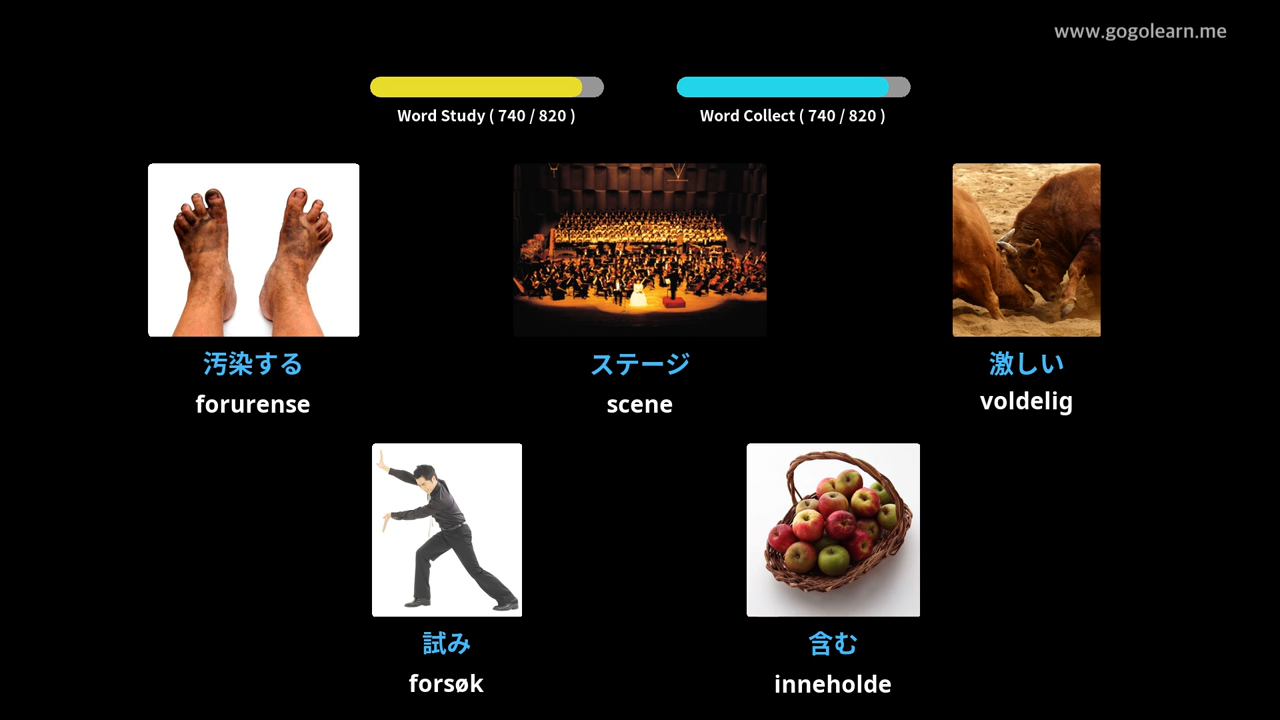 www.gogolearn.me
Word Study ( 740 / 820 )
Word Collect ( 740 / 820 )
汚染する
forurense
ステージ
scene
激しい
voldelig
試み
forsøk
含む
inneholde